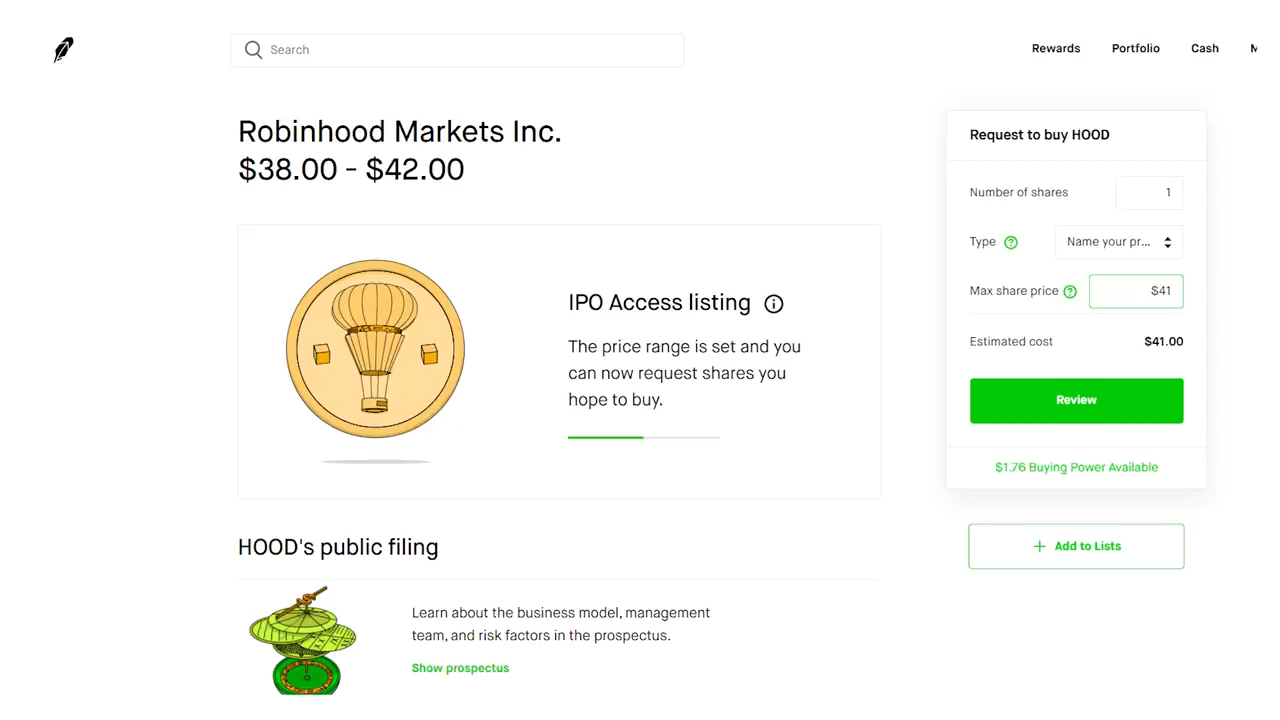 Search
Rewards
Portfolio
Cash
Robinhood Markets Inc.
$38.00 - $42.00
IPO Access listing
The price range is set and you
can now request shares you
hope to buy.
HOOD's public filing
Learn about the business model, management
team, and risk factors in the prospectus.
Show prospectus
Request to buy HOOD
Number of shares 1
Type Name your pr...
Max share price $41
Estimated cost $41.00
Review
$1.76 Buying Power Available
+ Add to Lists